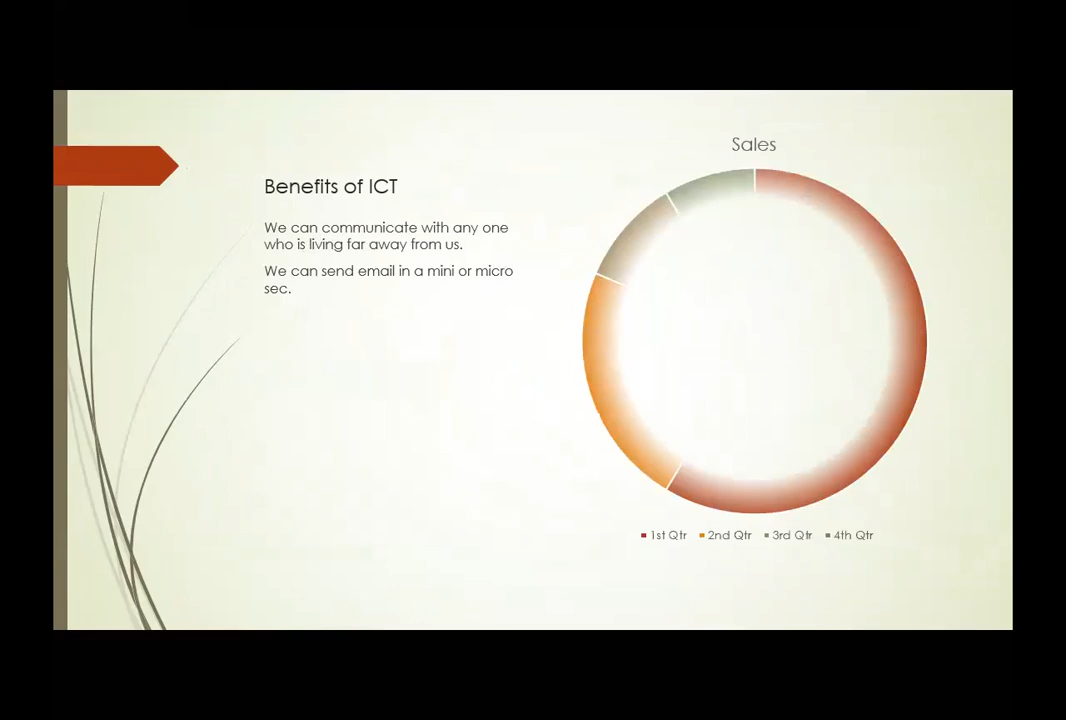 Benefits of ICT
We can communicate with any one
who is living far away from us.
We can send email in a mini or micro
sec.
Sales
1st Qtr 2nd Qtr 3rd Qtr 4th Qtr